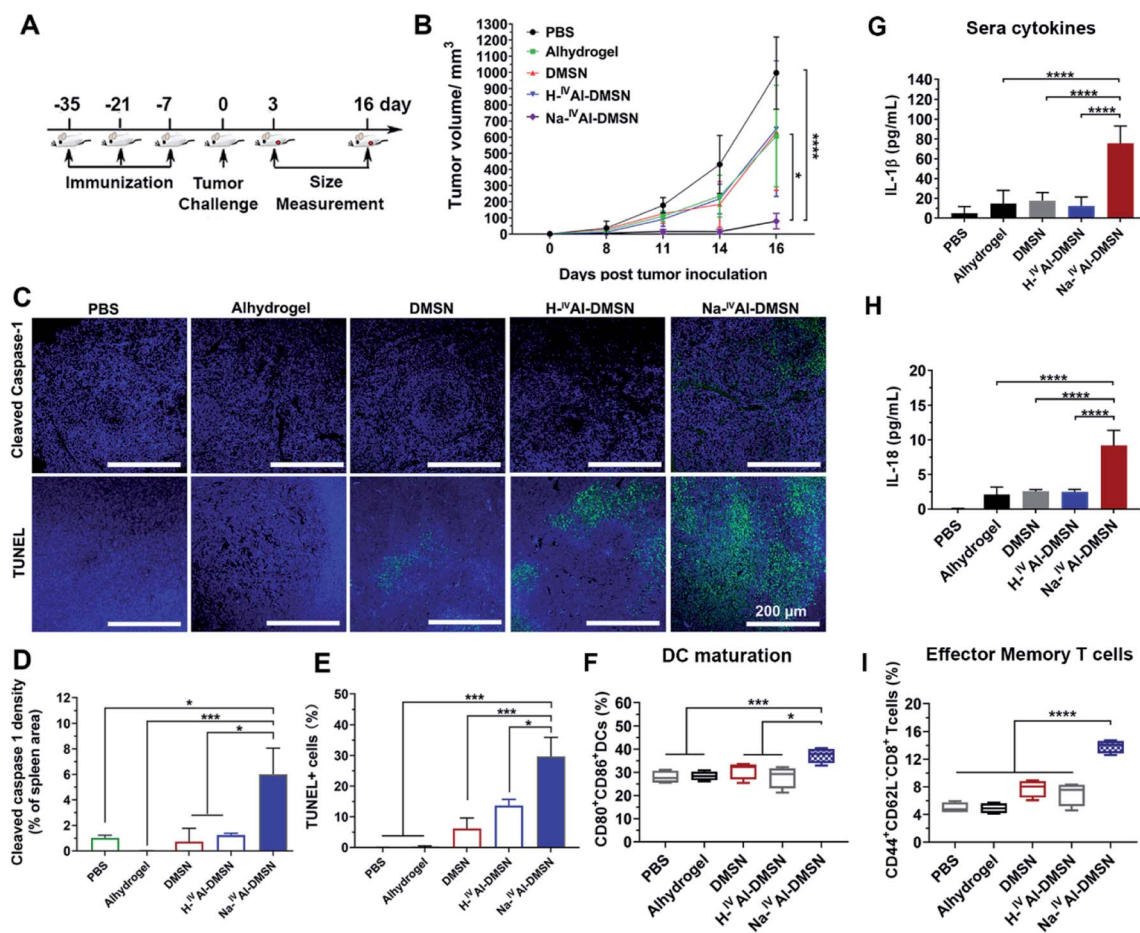 A
-35 -21 -7 0 3 16 day
Immunization Tumor Size
Challenge Measurement
B
Tumor volume/ mm³
1300
1200
1100
1000
900
800
700
600
500
400
300
200
100
0
PBS
Alhydrogel
DMSN
H-ᴵⱽAl-DMSN
Na-ᴵⱽAl-DMSN
****
*
0 8 11 14 16
Days post tumor inoculation
C
PBS Alhydrogel DMSN H-ᴵⱽAl-DMSN Na-ᴵⱽAl-DMSN
Cleaved Caspase-1
TUNEL
200 µm
D
Cleaved caspase 1 density
(% of spleen area)
12
10
8
6
4
2
0
*
***
*
PBS
Alhydrogel
DMSN
H-ᴵⱽAl-DMSN
Na-ᴵⱽAl-DMSN
E
TUNEL+ cells (%)
50
40
30
20
10
0
***
***
*
PBS
Alhydrogel
DMSN
H-ᴵⱽAl-DMSN
Na-ᴵⱽAl-DMSN
F
DC maturation
CD80⁺CD86⁺DCs (%)
80
70
60
50
40
30
20
10
0
***
*
PBS
Alhydrogel
DMSN
H-ᴵⱽAl-DMSN
Na-ᴵⱽAl-DMSN
G
Sera cytokines
IL-1β (pg/mL)
140
120
100
80
60
40
20
0
****
****
****
PBS
Alhydrogel
DMSN
H-ᴵⱽAl-DMSN
Na-ᴵⱽAl-DMSN
H
IL-18 (pg/mL)
20
15
10
5
0
****
****
****
PBS
Alhydrogel
DMSN
H-ᴵⱽAl-DMSN
Na-ᴵⱽAl-DMSN
I
Effector Memory T cells
CD44⁺CD62L⁻CD8⁺ Tcells (%)
20
15
10
5
0
****
PBS
Alhydrogel
DMSN
H-ᴵⱽAl-DMSN
Na-ᴵⱽAl-DMSN